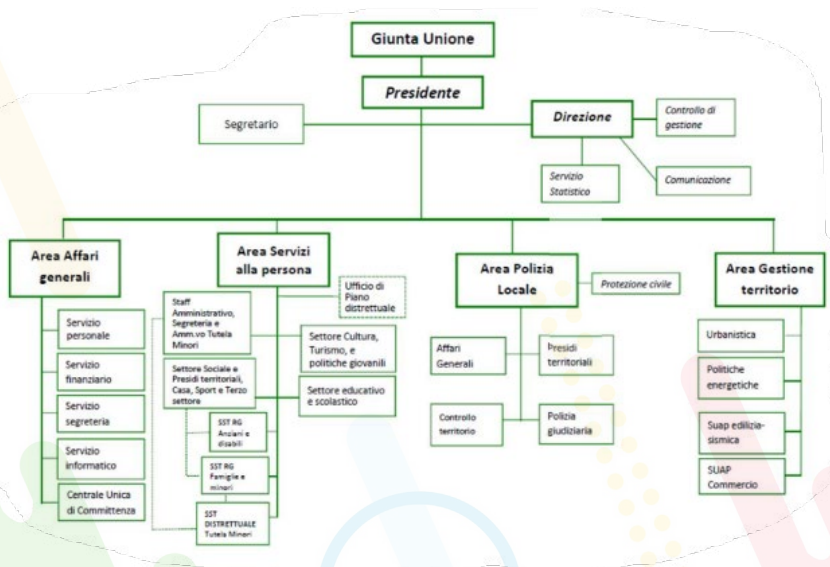 Giunta Unione
Presidente
Segretario
Direzione
Controllo di
gestione
Servizio
Statistico
Comunicazione
Area Affari
generali
Servizio
personale
Servizio
finanziario
Servizio
segreteria
Servizio
informatico
Centrale Unica
di Committenza
Area Servizi
alla persona
Ufficio di
Piano
distrettuale
Staff
Amministrativo,
Segreteria e
Amm.vo Tutela
Minori
Settore Cultura,
Turismo, e
politiche giovanili
Settore Sociale e
Presidi territoriali,
Casa, Sport e Terzo
settore
Settore educativo
e scolastico
SST RG
Anziani e
disabili
SST RG
Famiglie e
minori
SST
DISTRETTUALE
Tutela Minori
Area Polizia
Locale
Protezione civile
Affari
Generali
Presidi
territoriali
Controllo
territorio
Polizia
giudiziaria
Area Gestione
territorio
Urbanistica
Politiche
energetiche
Suap edilizia-
sismica
SUAP
Commercio